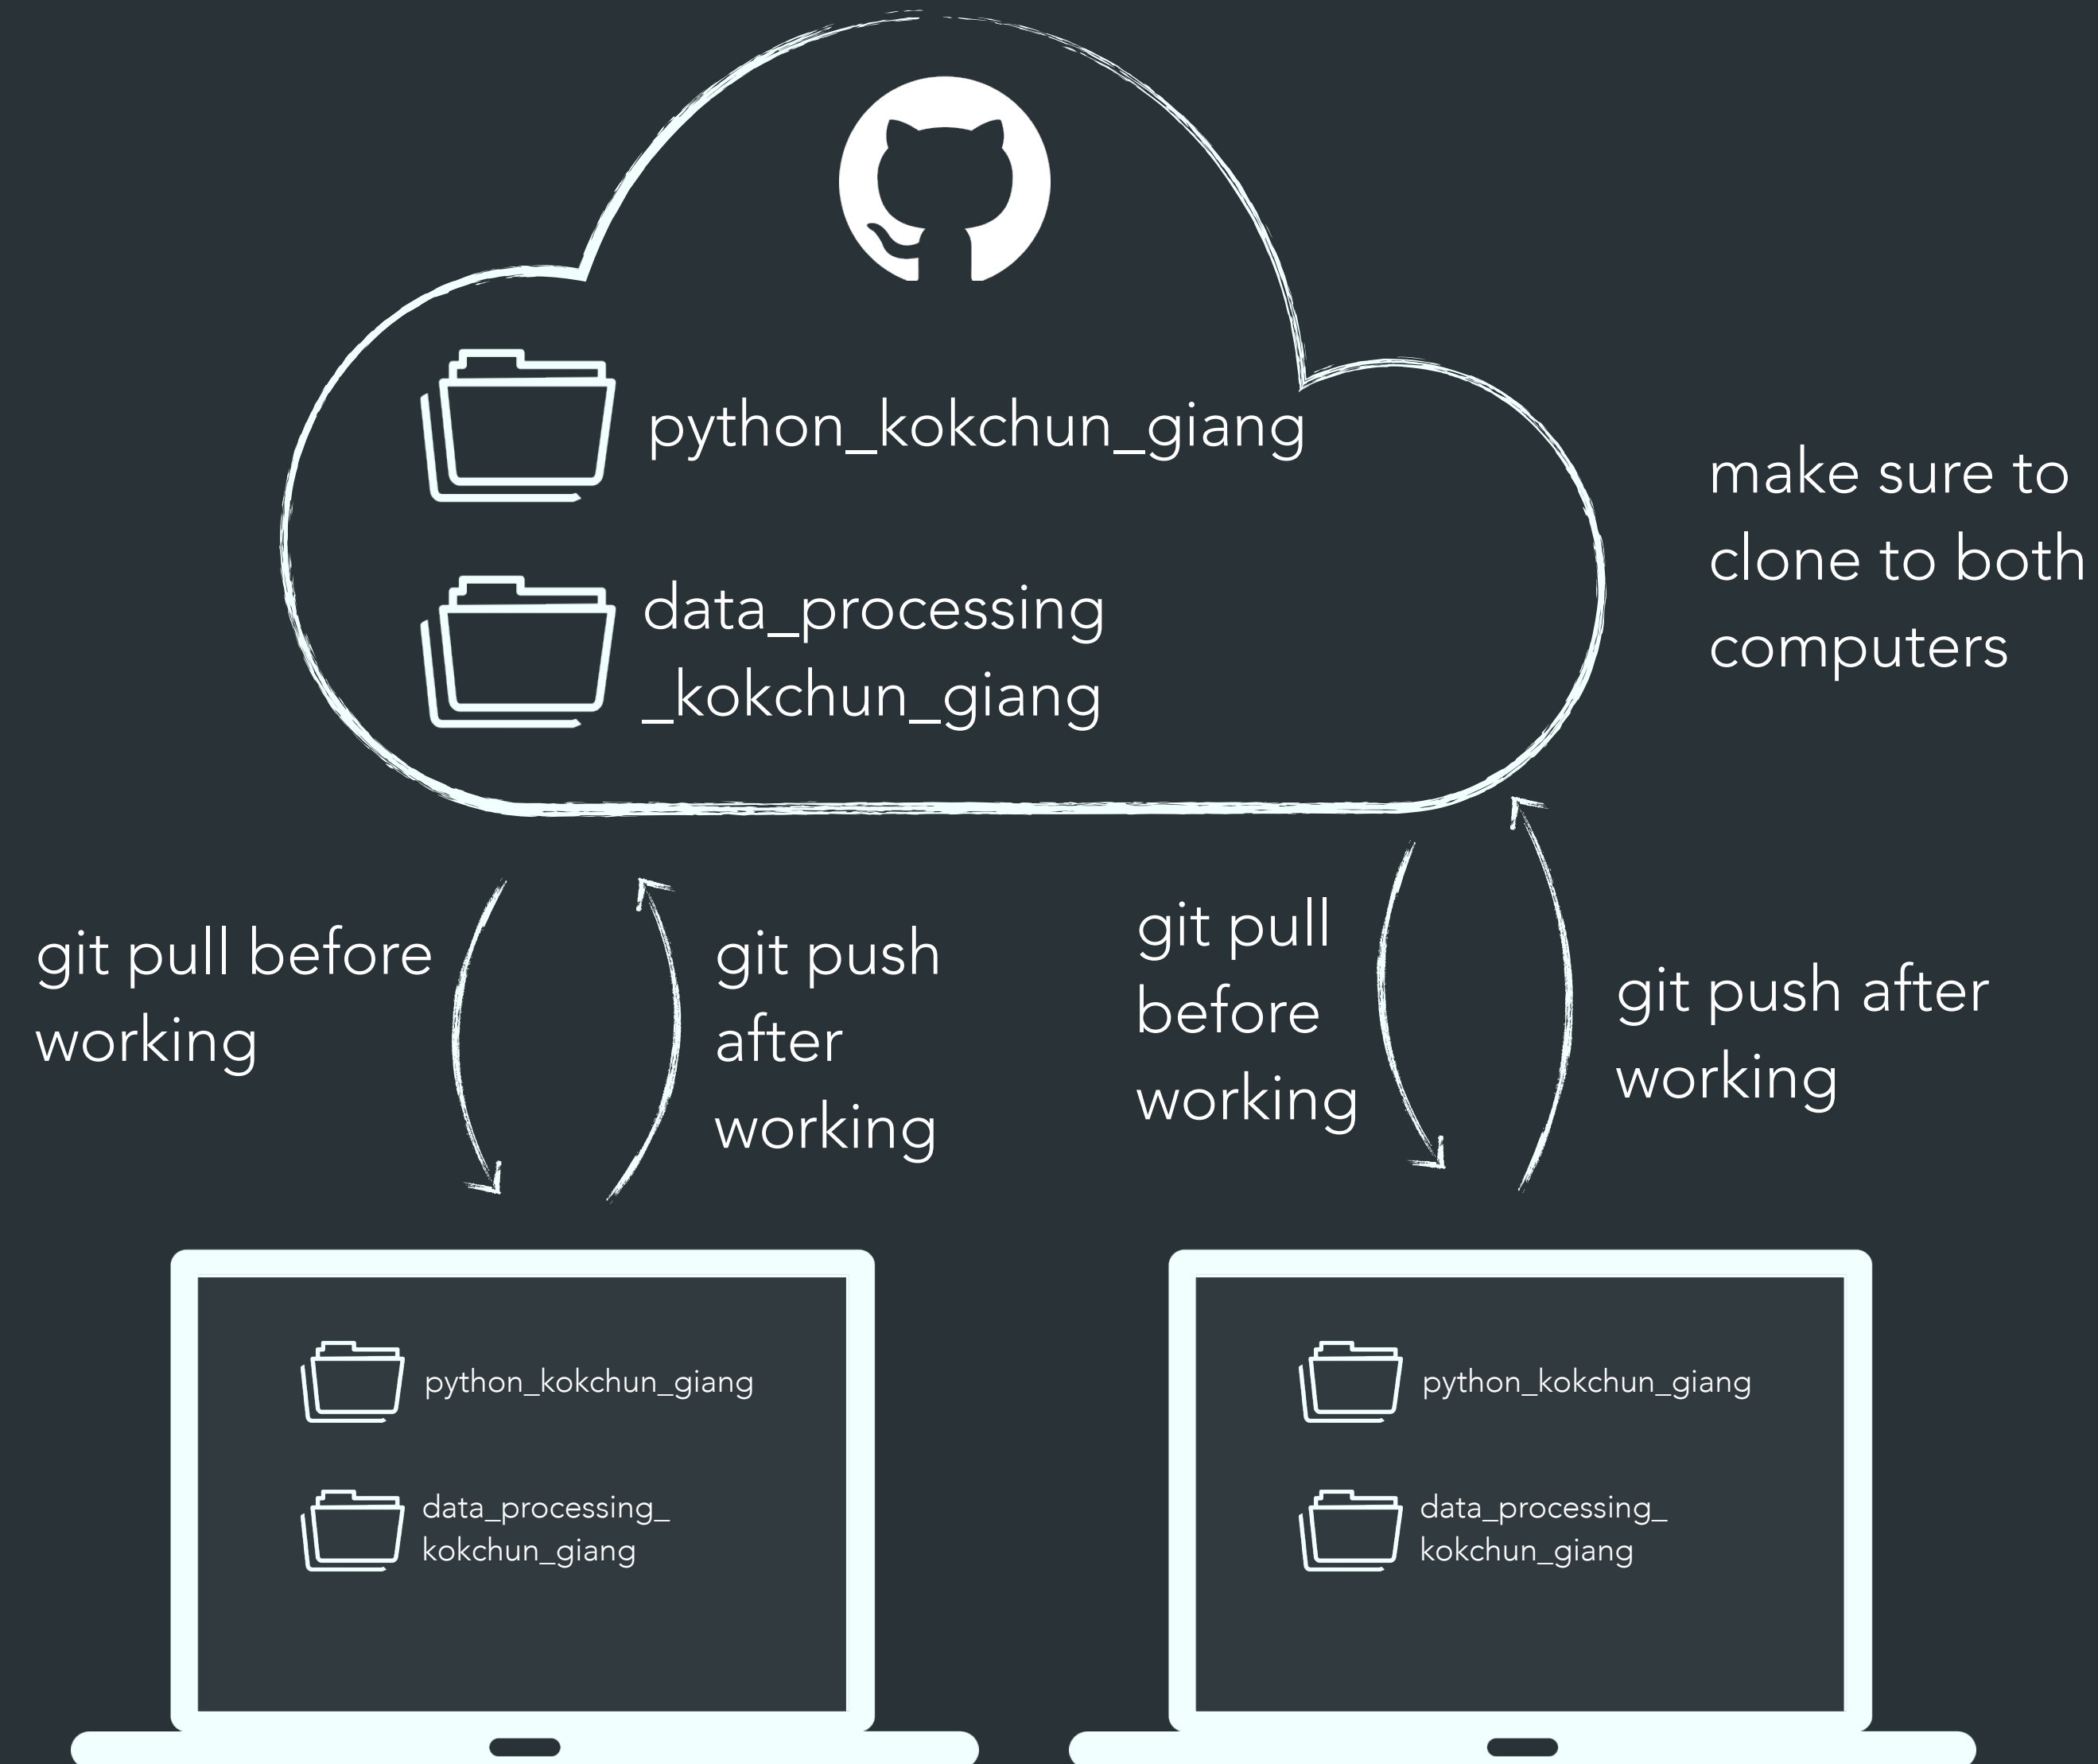 python_kokchun_giang
data_processing
_kokchun_giang
make sure to
clone to both
computers
git pull before
working
git push
after
working
git pull
before
working
git push after
working
python_kokchun_giang
data_processing_
kokchun_giang
python_kokchun_giang
data_processing_
kokchun_giang